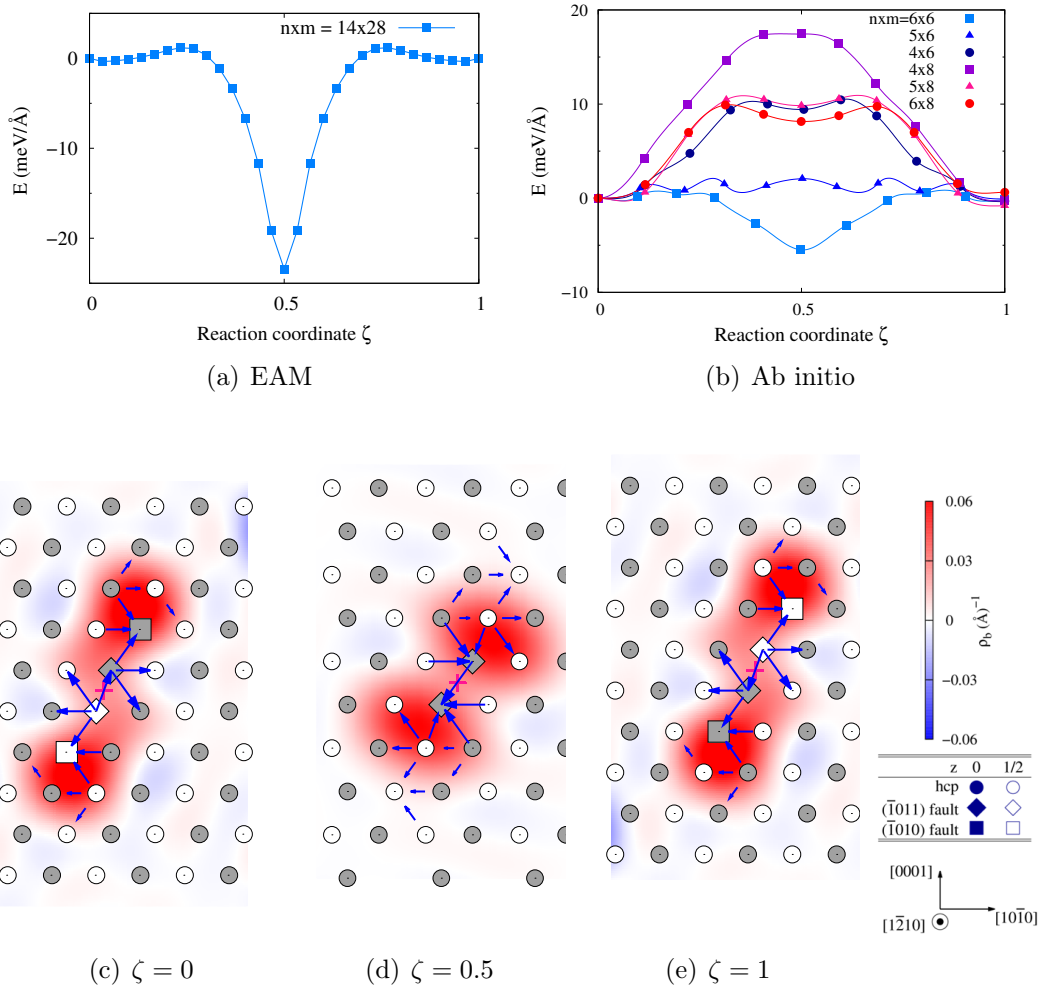 nxm = 14x28
E (meV/Å)
0
−10
−20
0
0.5
1
Reaction coordinate ζ
(a) EAM
nxm=6x6
5x6
4x6
4x8
5x8
6x8
E (meV/Å)
20
10
0
−10
0
0.5
1
Reaction coordinate ζ
(b) Ab initio
0.06
0.03
0
−0.03
−0.06
ρb (Å)⁻¹
z 0 1/2
hcp
(1̄011) fault
(1̄010) fault
[0001]
[12̄10]
[101̄0]
(c) ζ = 0
(d) ζ = 0.5
(e) ζ = 1